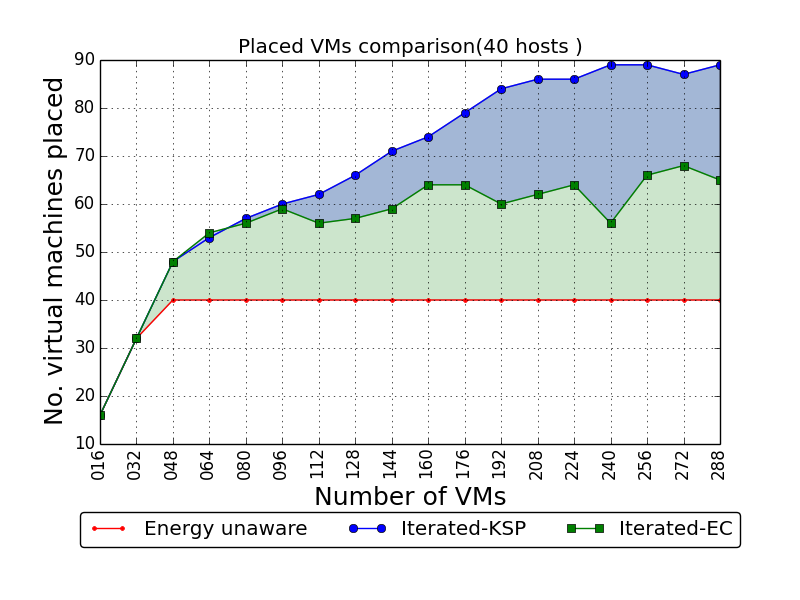 Placed VMs comparison(40 hosts )
No. virtual machines placed
90
80
70
60
50
40
30
20
10
016 032 048 064 080 096 112 128 144 160 176 192 208 224 240 256 272 288
Number of VMs
Energy unaware Iterated-KSP Iterated-EC